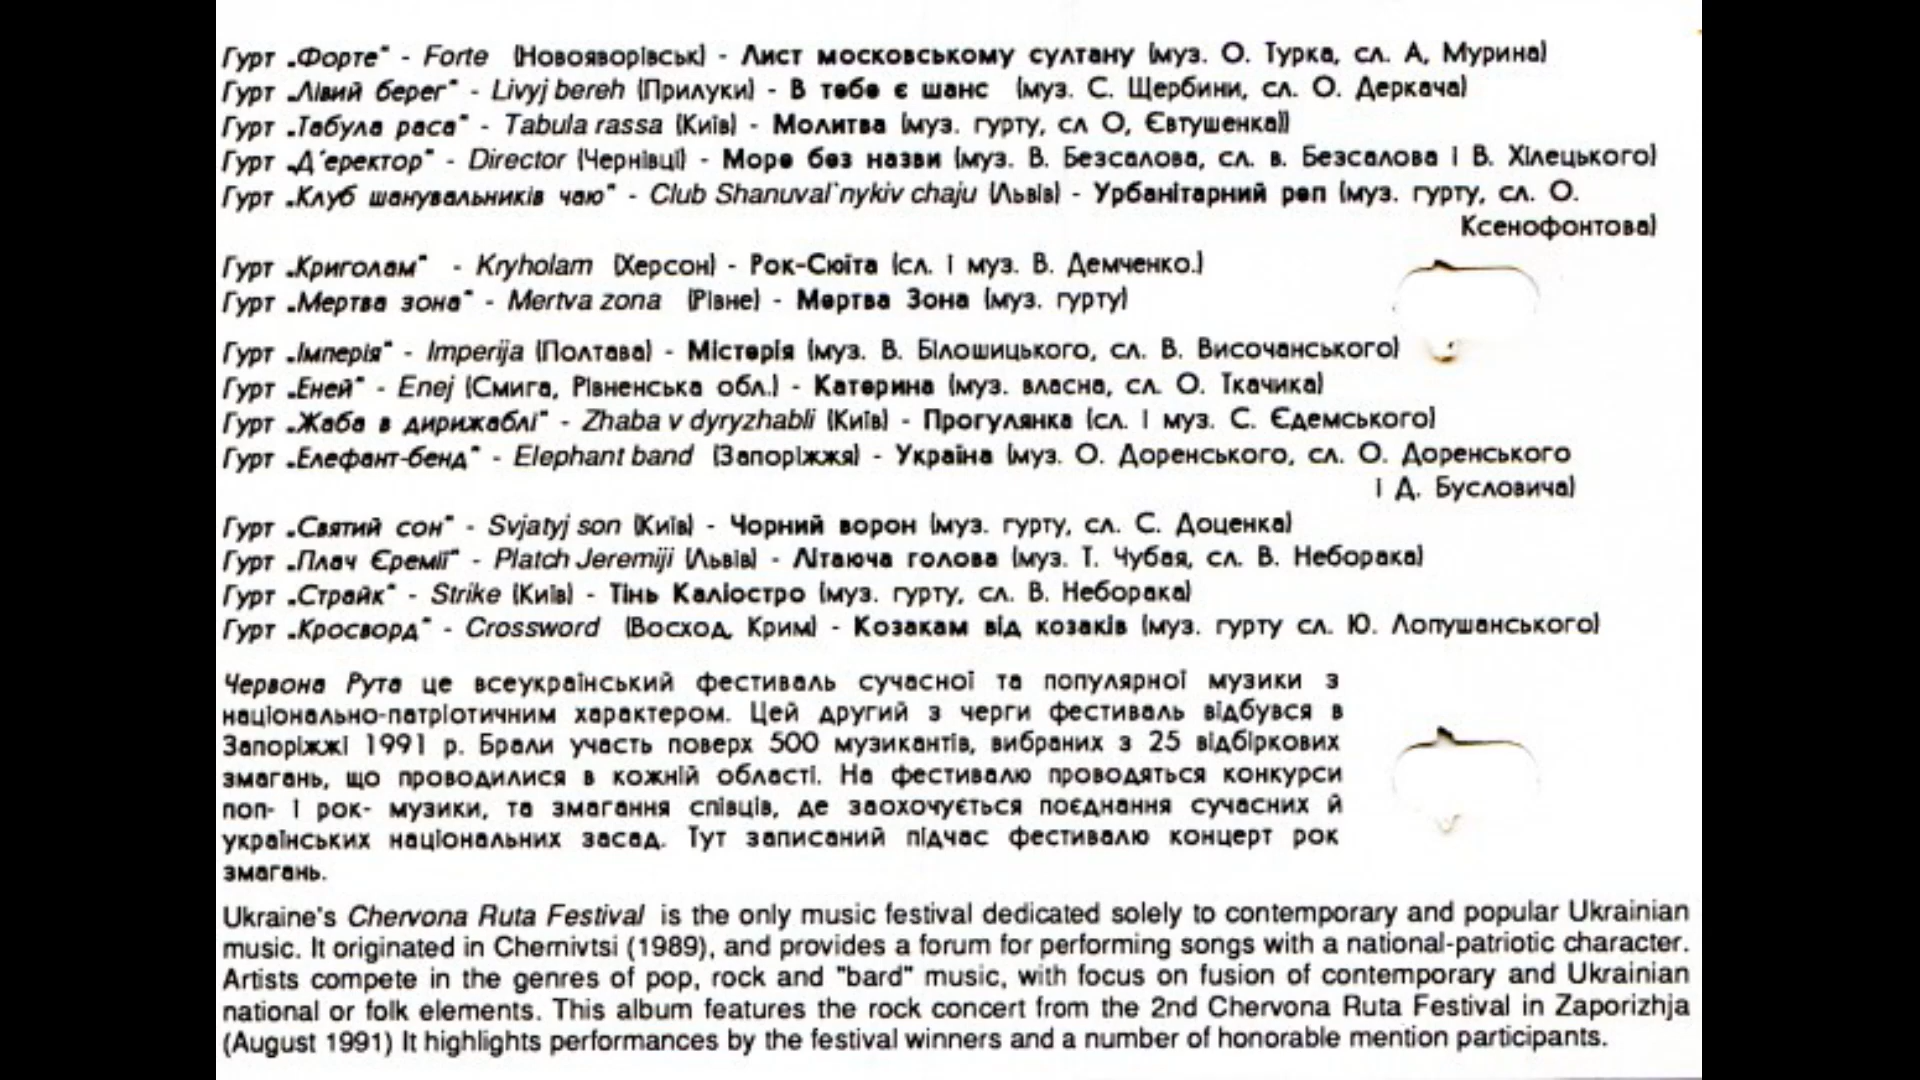 Гурт „Форте" - Forte (Новояворівськ) - Лист московському султану (муз. О. Турка, сл. А, Мурина)
Гурт „Лівий берег" - Livyj bereh (Прилуки) - В тебе є шанс (муз. С. Щербини, сл. О. Деркача)
Гурт „Табула раса" - Tabula rassa (Київ) - Молитва (муз. гурту, сл О, Євтушенка))
Гурт „Д'еректор" - Director (Чернівці) - Море без назви (муз. В. Безсалова, сл. в. Безсалова і В. Хілецького)
Гурт „Клуб шанувальників чаю" - Club Shanuval'nykiv chaju (Львів) - Урбанітарний реп (муз. гурту, сл. О.
Ксенофонтова)
Гурт „Криголам" - Kryholam (Херсон) - Рок-Сюїта (сл. і муз. В. Демченко.)
Гурт „Мертва зона" - Mertva zona (Рівне) - Мертва Зона (муз. гурту)
Гурт „Імперія" - Imperija (Полтава) - Містерія (муз. В. Білошицького, сл. В. Височанського)
Гурт „Еней" - Enej (Смига, Рівненська обл.) - Катерина (муз. власна, сл. О. Ткачика)
Гурт „Жаба в дирижаблі" - Zhaba v dyryzhabli (Київ) - Прогулянка (сл. і муз. С. Єдемського)
Гурт „Елефант-бенд" - Elephant band (Запоріжжя) - Україна (муз. О. Доренського, сл. О. Доренського
і Д. Бусловича)
Гурт „Святий сон" - Svjatyj son (Київ) - Чорний ворон (муз. гурту, сл. С. Доценка)
Гурт „Плач Єремії" - Platch Jeremiji (Львів) - Літаюча голова (муз. Т. Чубая, сл. В. Неборака)
Гурт „Страйк" - Strike (Київ) - Тінь Каліостро (муз. гурту, сл. В. Неборака)
Гурт „Кросворд" - Crossword (Восход, Крим) - Козакам від козаків (муз. гурту сл. Ю. Лопушанського)
Червона Рута це всеукраїнський фестиваль сучасної та популярної музики з
національно-патріотичним характером. Цей другий з черги фестиваль відбувся в
Запоріжжі 1991 р. Брали участь поверх 500 музикантів, вибраних з 25 відбіркових
змагань, що проводилися в кожній області. На фестивалю проводяться конкурси
поп- і рок- музики, та змагання співців, де заохочується поєднання сучасних й
українських національних засад. Тут записаний підчас фестивалю концерт рок
змагань.
Ukraine's Chervona Ruta Festival is the only music festival dedicated solely to contemporary and popular Ukrainian
music. It originated in Chernivtsi (1989), and provides a forum for performing songs with a national-patriotic character.
Artists compete in the genres of pop, rock and "bard" music, with focus on fusion of contemporary and Ukrainian
national or folk elements. This album features the rock concert from the 2nd Chervona Ruta Festival in Zaporizhja
(August 1991) It highlights performances by the festival winners and a number of honorable mention participants.